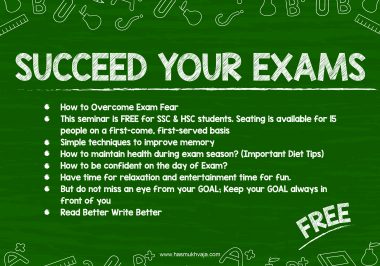 SUCCEED YOUR EXAMS
How to Overcome Exam Fear
This seminar is FREE for SSC & HSC students. Seating is available for 15
people on a first-come, first-served basis
Simple techniques to improve memory
How to maintain health during exam season? (Important Diet Tips)
How to be confident on the day of Exam?
Have time for relaxation and entertainment time for fun.
But do not miss an eye from your GOAL; Keep your GOAL always in
front of you
Read Better Write Better
FREE
www.hasmukhvaja.com